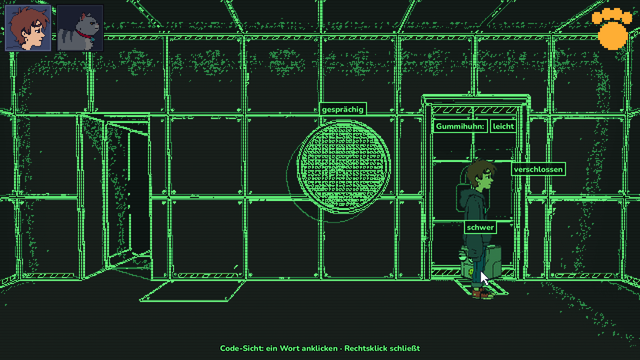 gesprächig
Gummihuhn: leicht
verschlossen
schwer
Code-Sicht: ein Wort anklicken · Rechtsklick schließt